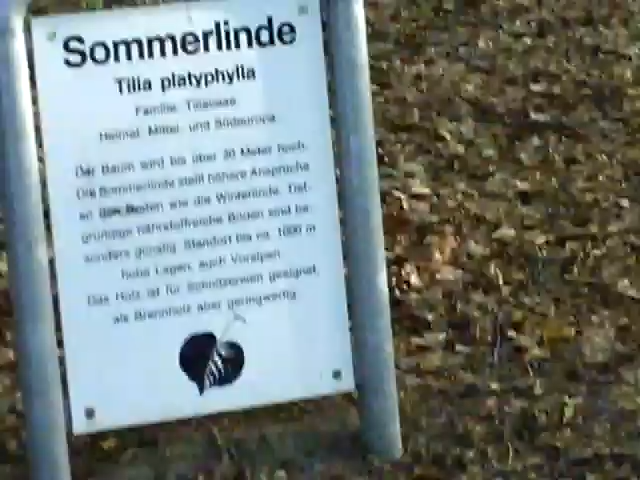 Sommerlinde
Tilia platyphylla
Familie: Tiliaceae
Heimat: Mittel- und Südeuropa
Der Baum wird bis über 30 Meter hoch.
Die Sommerlinde stellt höhere Ansprüche
an den Boden wie die Winterlinde. Tief-
gründige nährstoffreiche Böden sind be-
sonders günstig. Standort bis ca. 1000 m
hohe Lagen, auch Voralpen.
Das Holz ist für Schnitzereien geeignet,
als Brennholz aber geringwertig.